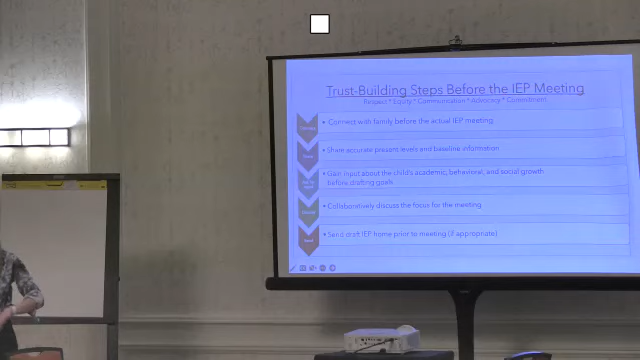 Trust-Building Steps Before the IEP Meeting
Respect * Equity * Communication * Advocacy * Commitment
• Connect with family before the actual IEP meeting
• Share accurate present levels and baseline information
• Gain input about the child's academic, behavioral, and social growth
before drafting goals
• Collaboratively discuss the focus for the meeting
• Send draft IEP home prior to meeting (if appropriate)